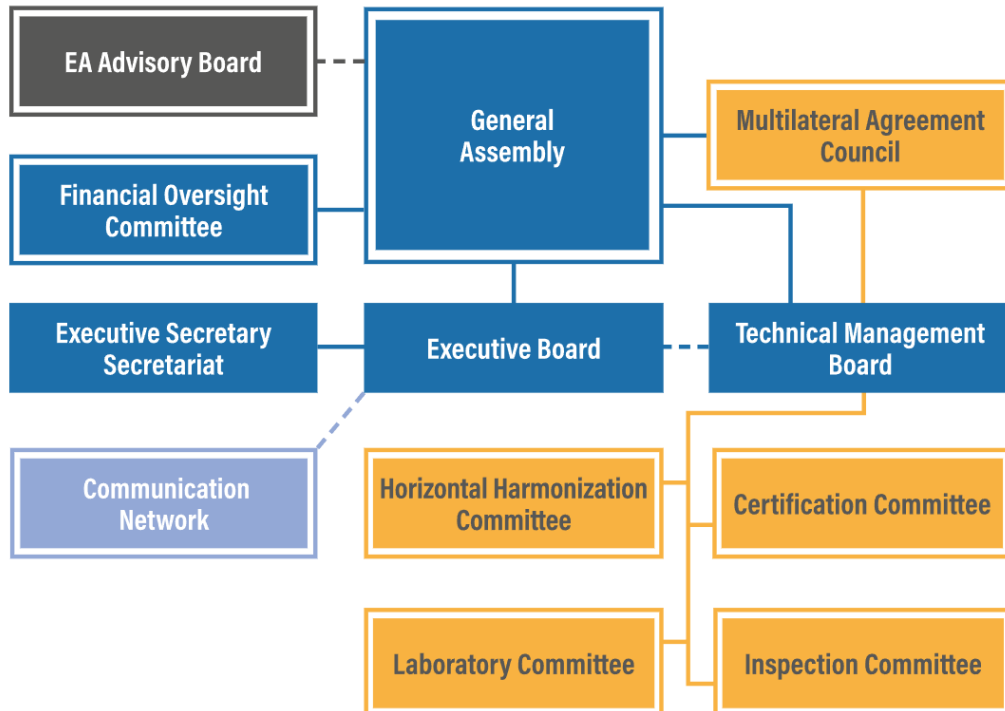 EA Advisory Board
General
Assembly
Multilateral Agreement
Council
Financial Oversight
Committee
Executive Secretary
Secretariat
Executive Board
Technical Management
Board
Communication
Network
Horizontal Harmonization
Committee
Certification Committee
Laboratory Committee
Inspection Committee